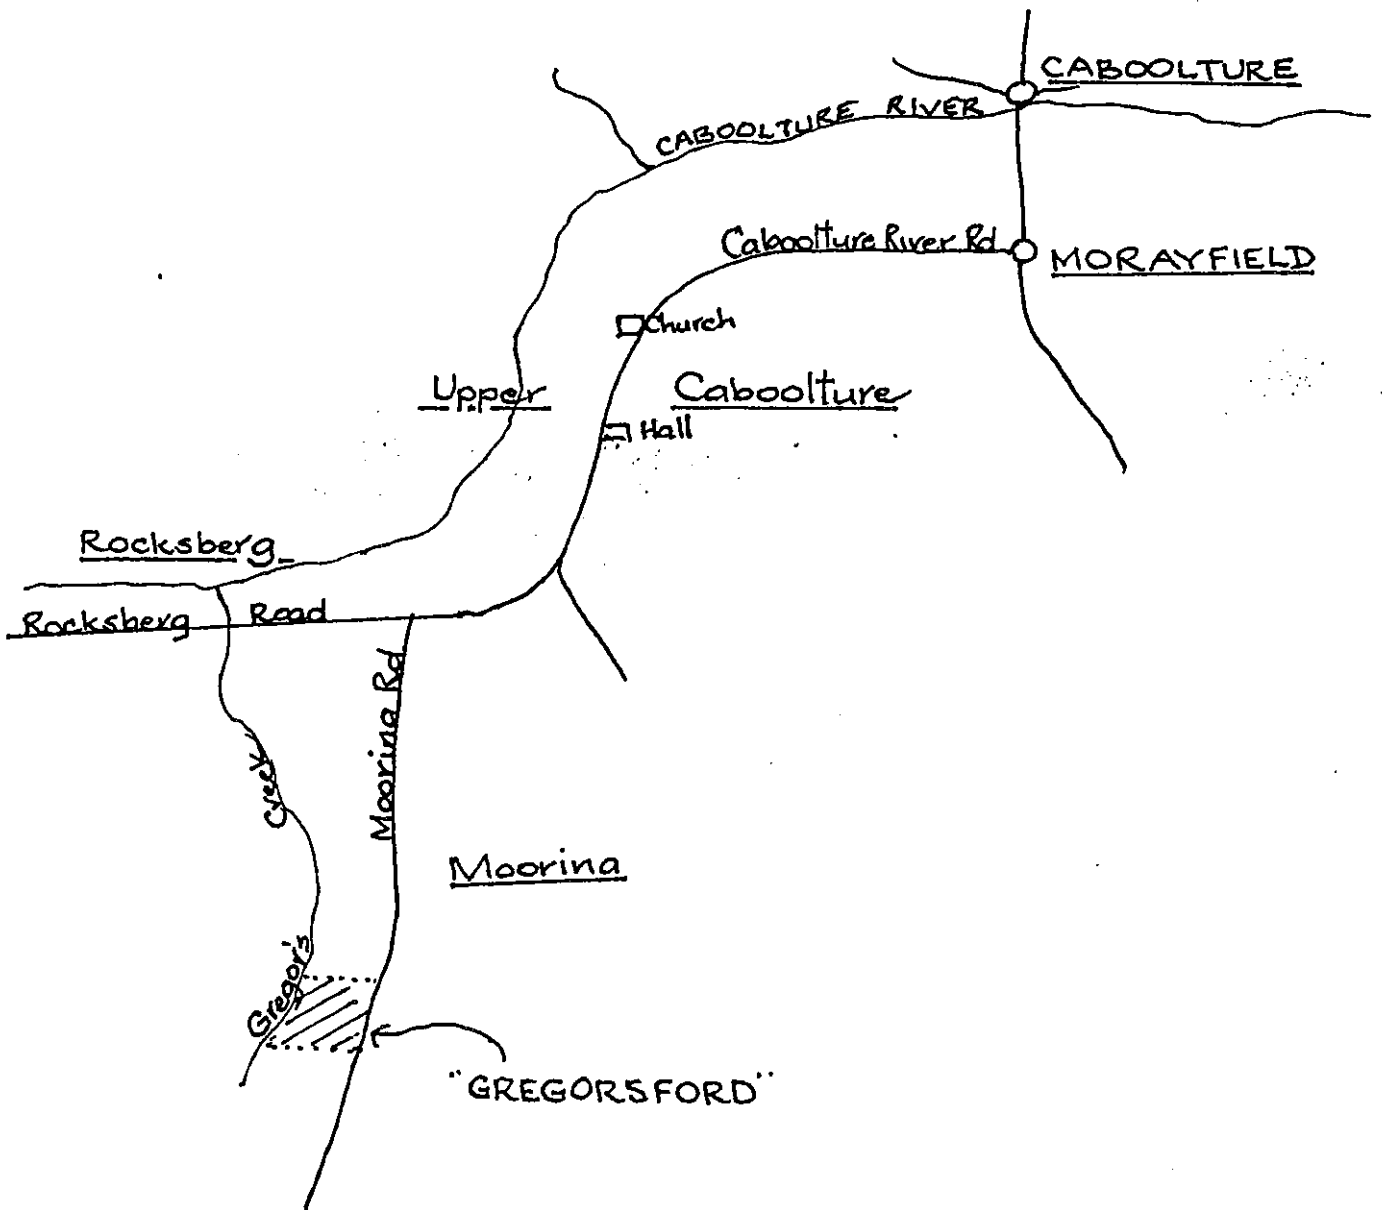 CABOOLTURE
CABOOLTURE RIVER
Caboolture River Rd
MORAYFIELD
Church
Upper Caboolture
Hall
Rocksberg
Rocksberg Road
Moorina Rd
Gregor's Creek
Moorina
"GREGORSFORD"